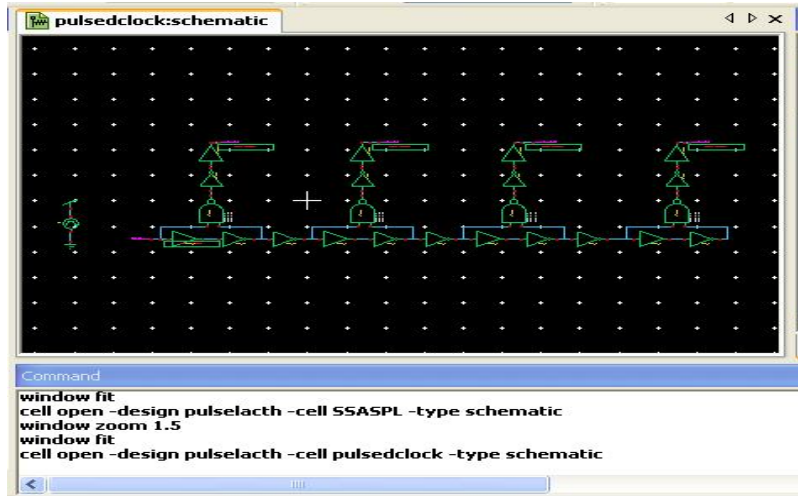 pulsedclock:schematic
Command
window fit
cell open -design pulselacth -cell SSASPL -type schematic
window zoom 1.5
window fit
cell open -design pulselacth -cell pulsedclock -type schematic